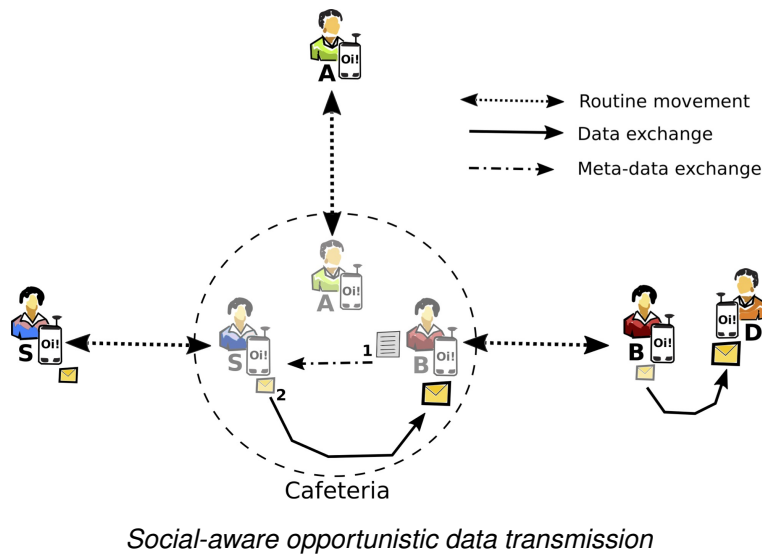 Oi!
A
Routine movement
Data exchange
Meta-data exchange
Oi!
A
Oi!
S
Oi!
S
1
Oi!
B
2
Oi!
B
Oi!
D
Cafeteria
Social-aware opportunistic data transmission